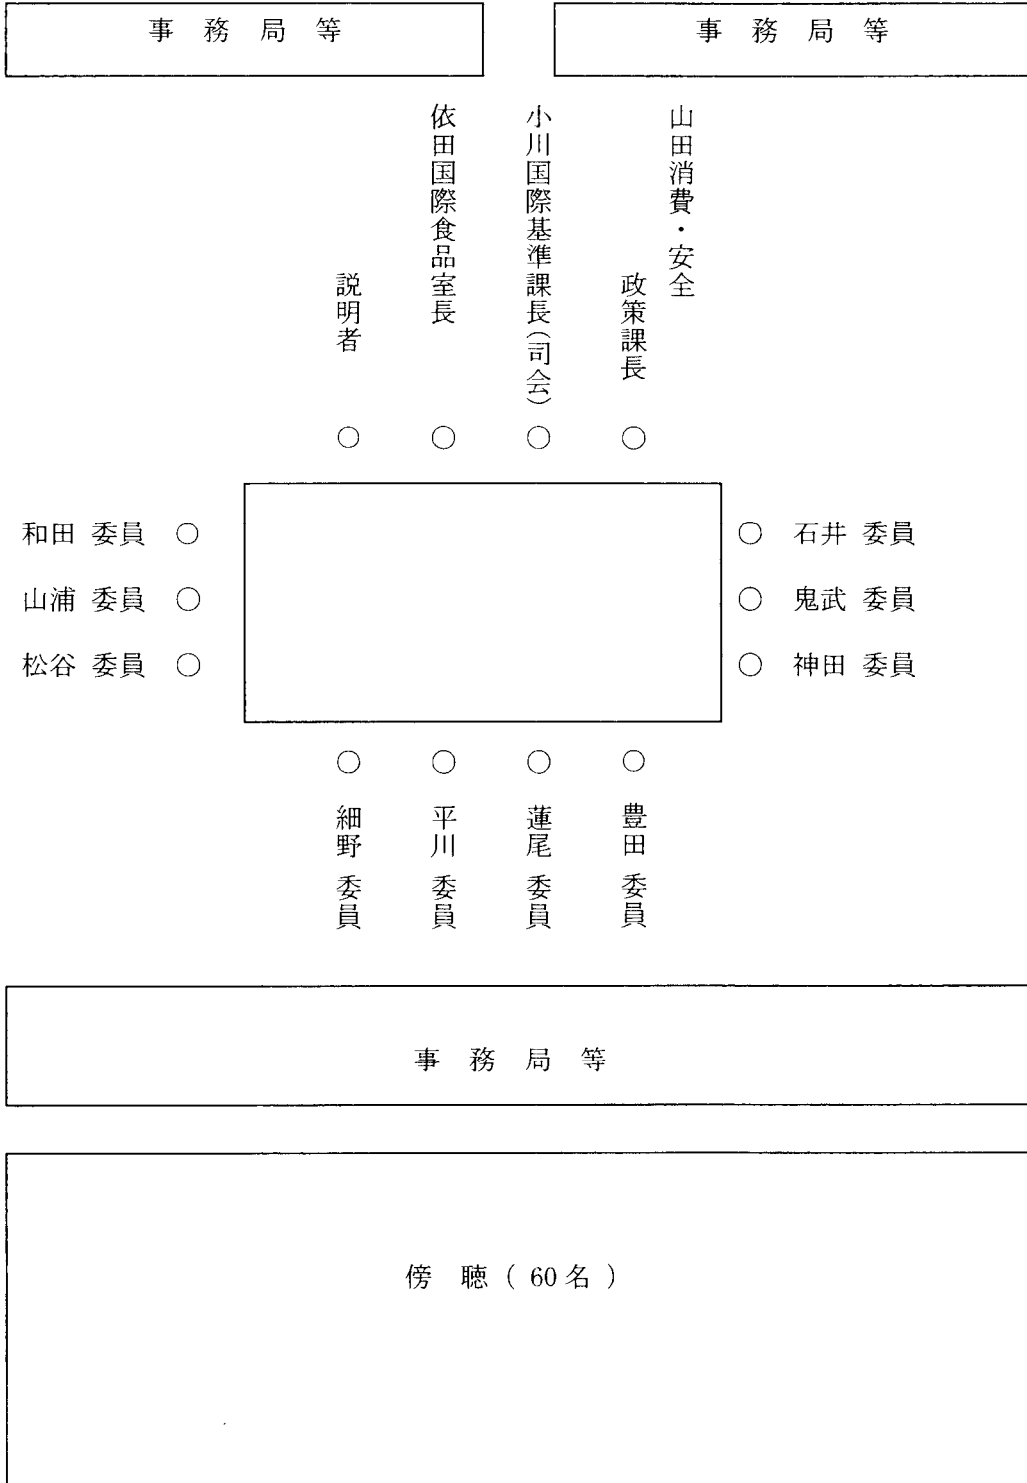 事務局等
事務局等
山田消費・安全
政策課長
小川国際基準課長(司会)
依田国際食品室長
説明者
○ ○ ○ ○
和田 委員 ○
○ 石井 委員
山浦 委員 ○
○ 鬼武 委員
松谷 委員 ○
○ 神田 委員
○ ○ ○ ○
豊田 委員
蓮尾 委員
平川 委員
細野 委員
事務局等
傍聴(60名)